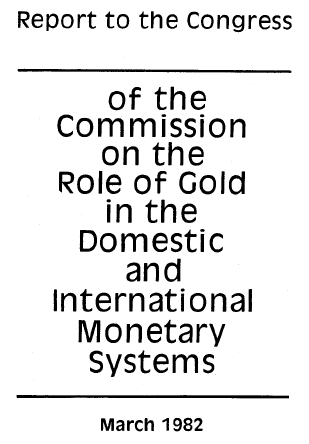 Report to the Congress
of the
Commission
on the
Role of Gold
in the
Domestic
and
International
Monetary
Systems
March 1982